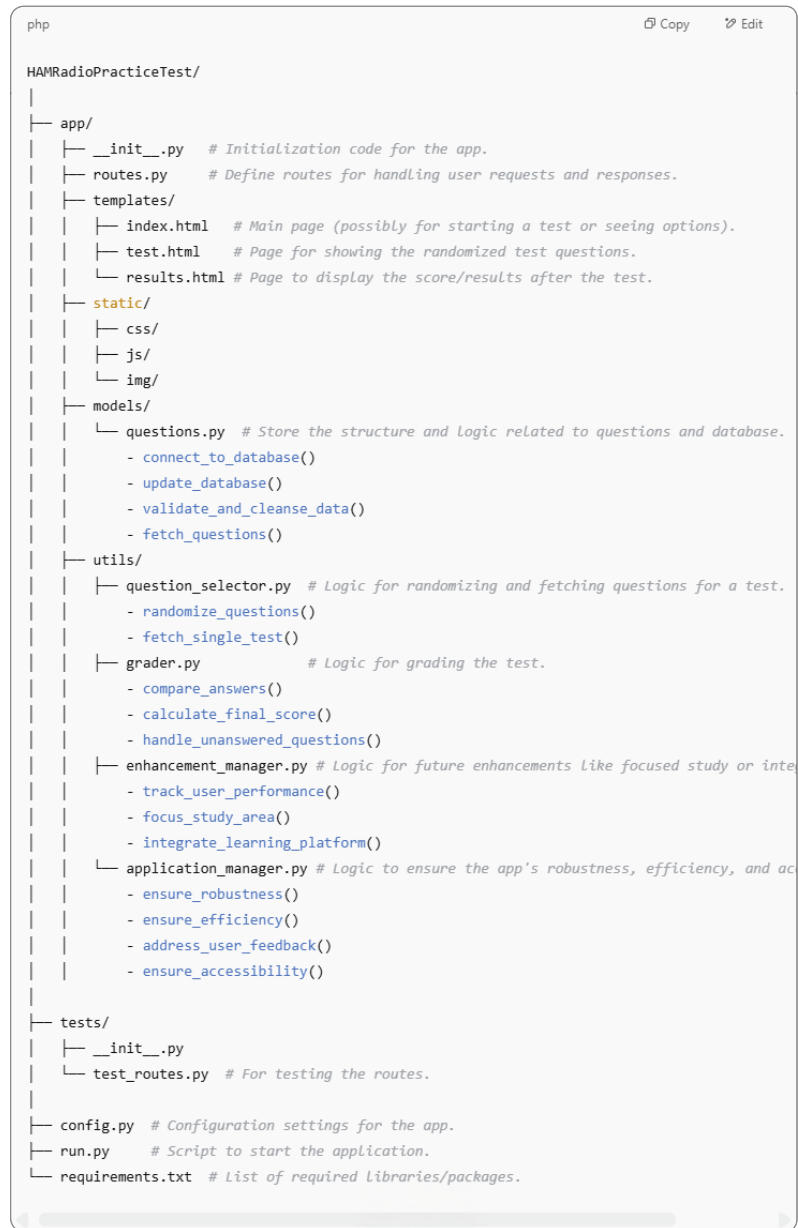 php Copy Edit
HAMRadioPracticeTest/
│
├── app/
│   ├── __init__.py   # Initialization code for the app.
│   ├── routes.py     # Define routes for handling user requests and responses.
│   ├── templates/
│   │   ├── index.html   # Main page (possibly for starting a test or seeing options).
│   │   ├── test.html    # Page for showing the randomized test questions.
│   │   └── results.html # Page to display the score/results after the test.
│   ├── static/
│   │   ├── css/
│   │   ├── js/
│   │   └── img/
│   ├── models/
│   │   └── questions.py  # Store the structure and logic related to questions and database.
│   │       - connect_to_database()
│   │       - update_database()
│   │       - validate_and_cleanse_data()
│   │       - fetch_questions()
│   ├── utils/
│   │   ├── question_selector.py  # Logic for randomizing and fetching questions for a test.
│   │       - randomize_questions()
│   │       - fetch_single_test()
│   │   ├── grader.py             # Logic for grading the test.
│   │       - compare_answers()
│   │       - calculate_final_score()
│   │       - handle_unanswered_questions()
│   │   ├── enhancement_manager.py # Logic for future enhancements like focused study or
│   │       - track_user_performance()
│   │       - focus_study_area()
│   │       - integrate_learning_platform()
│   │   └── application_manager.py # Logic to ensure the app's robustness, efficiency, and
│   │       - ensure_robustness()
│   │       - ensure_efficiency()
│   │       - address_user_feedback()
│   │       - ensure_accessibility()
│
├── tests/
│   ├── __init__.py
│   └── test_routes.py  # For testing the routes.
│
├── config.py  # Configuration settings for the app.
├── run.py     # Script to start the application.
└── requirements.txt  # List of required libraries/packages.